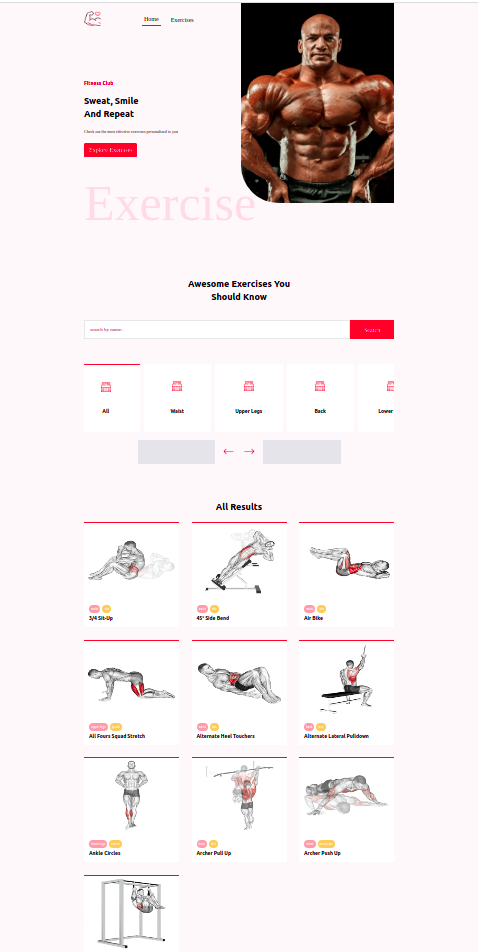 Home
Exercises
Fitness Club
Sweat, Smile
And Repeat
Check out the most effective exercises personalized to you
Explore Exercises
Exercise
Awesome Exercises You
Should Know
Search
All
Waist
Upper Legs
Back
Lower
All Results
3/4 Sit-Up
45° Side Bend
Air Bike
All Fours Squad Stretch
Alternate Heel Touchers
Alternate Lateral Pulldown
Ankle Circles
Archer Pull Up
Archer Push Up